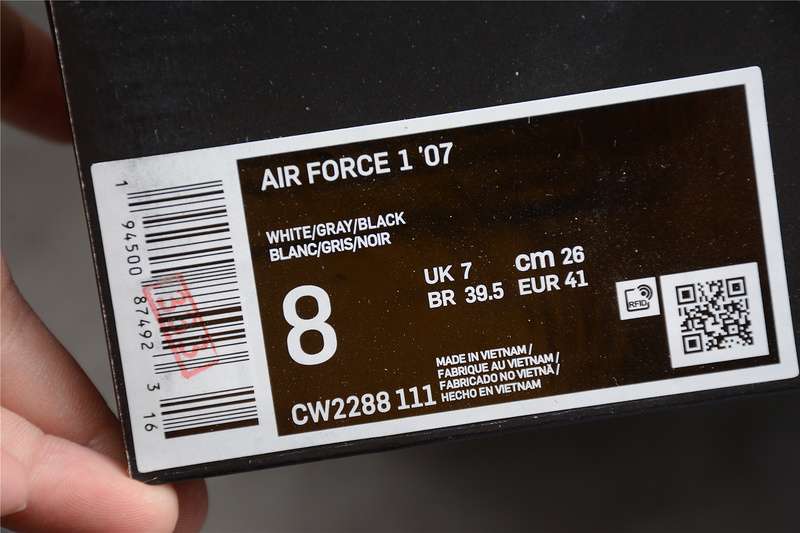 AIR FORCE 1 '07
WHITE/GRAY/BLACK
BLANC/GRIS/NOIR
8
UK 7 cm 26
BR 39.5 EUR 41
RFID
MADE IN VIETNAM /
FABRIQUE AU VIETNAM /
FABRICADO NO VIETNÃ /
HECHO EN VIETNAM
CW2288 111
1 94500 87492 3 16